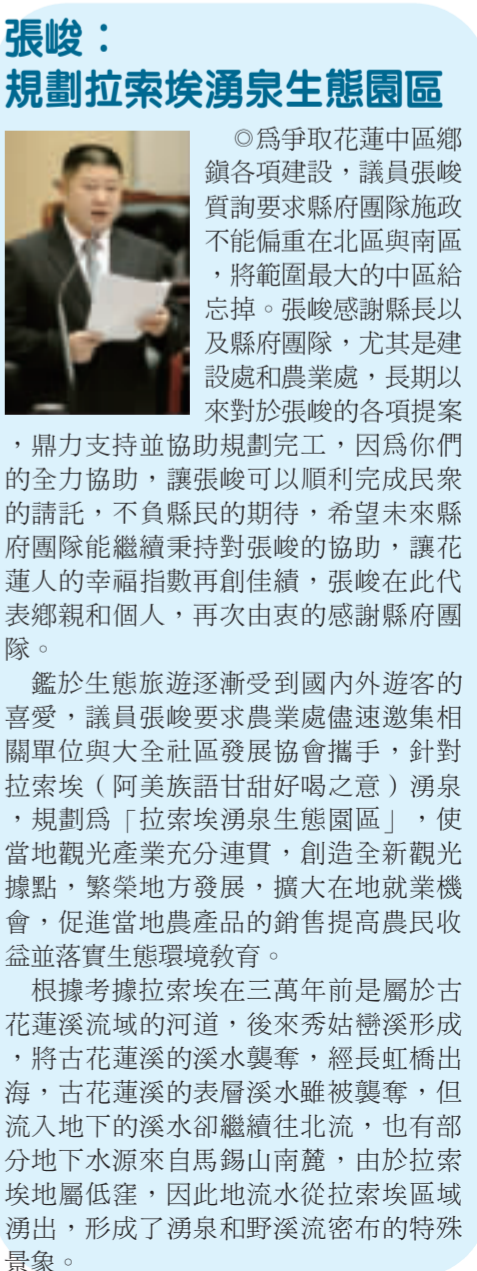 張峻：
規劃拉索埃湧泉生態園區
◎爲爭取花蓮中區鄉
鎮各項建設，議員張峻
質詢要求縣府團隊施政
不能偏重在北區與南區
，將範圍最大的中區給
忘掉。張峻感謝縣長以
及縣府團隊，尤其是建
設處和農業處，長期以
來對於張峻的各項提案
，鼎力支持並協助規劃完工，因爲你們
的全力協助，讓張峻可以順利完成民衆
的請託，不負縣民的期待，希望未來縣
府團隊能繼續秉持對張峻的協助，讓花
蓮人的幸福指數再創佳績，張峻在此代
表鄉親和個人，再次由衷的感謝縣府團
隊。
鑑於生態旅遊逐漸受到國內外遊客的
喜愛，議員張峻要求農業處儘速邀集相
關單位與大全社區發展協會攜手，針對
拉索埃（阿美族語甘甜好喝之意）湧泉
，規劃爲「拉索埃湧泉生態園區」，使
當地觀光產業充分連貫，創造全新觀光
據點，繁榮地方發展，擴大在地就業機
會，促進當地農產品的銷售提高農民收
益並落實生態環境教育。
根據考據拉索埃在三萬年前是屬於古
花蓮溪流域的河道，後來秀姑巒溪形成
，將古花蓮溪的溪水襲奪，經長虹橋出
海，古花蓮溪的表層溪水雖被襲奪，但
流入地下的溪水卻繼續往北流，也有部
分地下水源來自馬錫山南麓，由於拉索
埃地屬低窪，因此地流水從拉索埃區域
湧出，形成了湧泉和野溪流密布的特殊
景象。